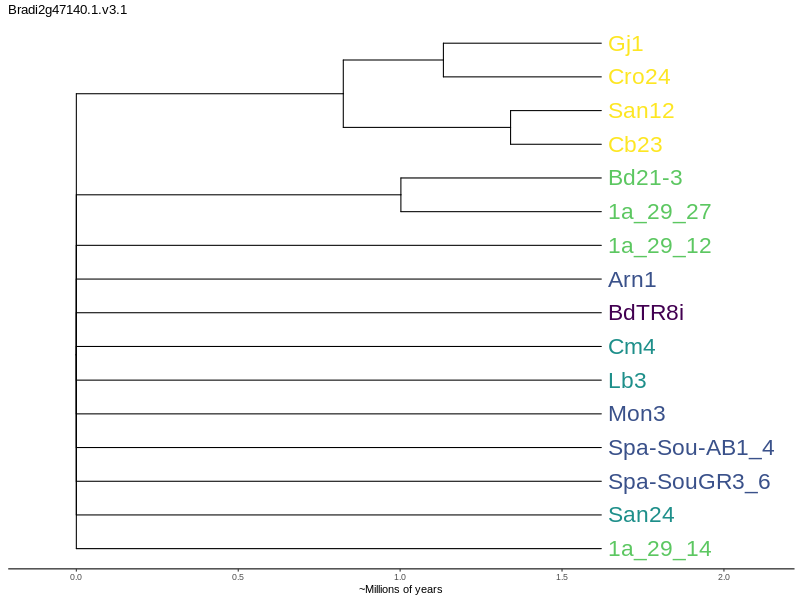 Bradi2g47140.1.v3.1
Gj1
Cro24
San12
Cb23
Bd21-3
1a_29_27
1a_29_12
Arn1
BdTR8i
Cm4
Lb3
Mon3
Spa-Sou-AB1_4
Spa-SouGR3_6
San24
1a_29_14
0.0 0.5 1.0 1.5 2.0
~Millions of years